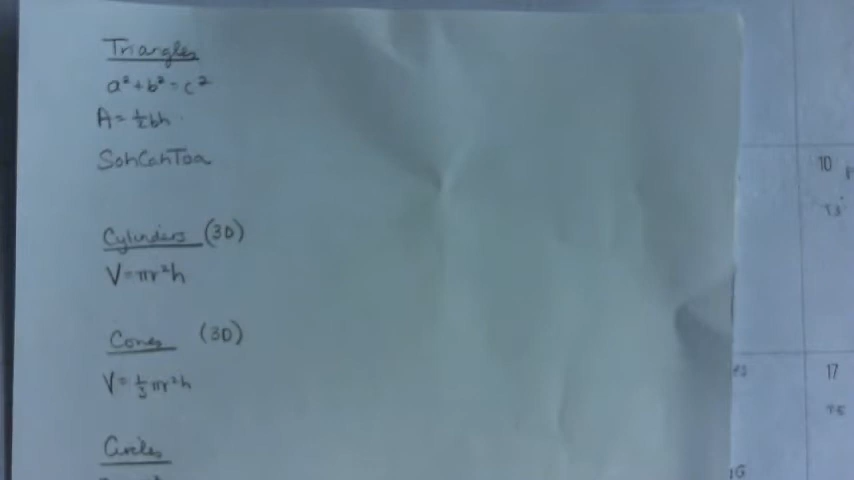 Triangles
a² + b² = c²
A = ½bh
SohCahToa
Cylinders (3D)
V = πr²h
Cones (3D)
V = ⅓πr²h
Circles
10
17